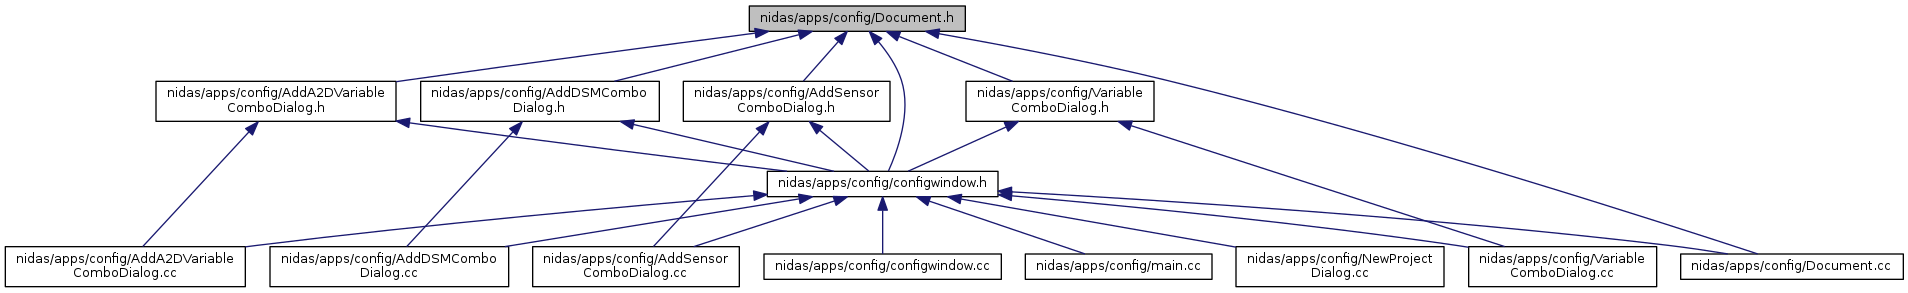 nidas/apps/config/Document.h
nidas/apps/config/AddA2DVariable
ComboDialog.h
nidas/apps/config/AddDSMCombo
Dialog.h
nidas/apps/config/AddSensor
ComboDialog.h
nidas/apps/config/Variable
ComboDialog.h
nidas/apps/config/configwindow.h
nidas/apps/config/AddA2DVariable
ComboDialog.cc
nidas/apps/config/AddDSMCombo
Dialog.cc
nidas/apps/config/AddSensor
ComboDialog.cc
nidas/apps/config/configwindow.cc
nidas/apps/config/main.cc
nidas/apps/config/NewProject
Dialog.cc
nidas/apps/config/Variable
ComboDialog.cc
nidas/apps/config/Document.cc